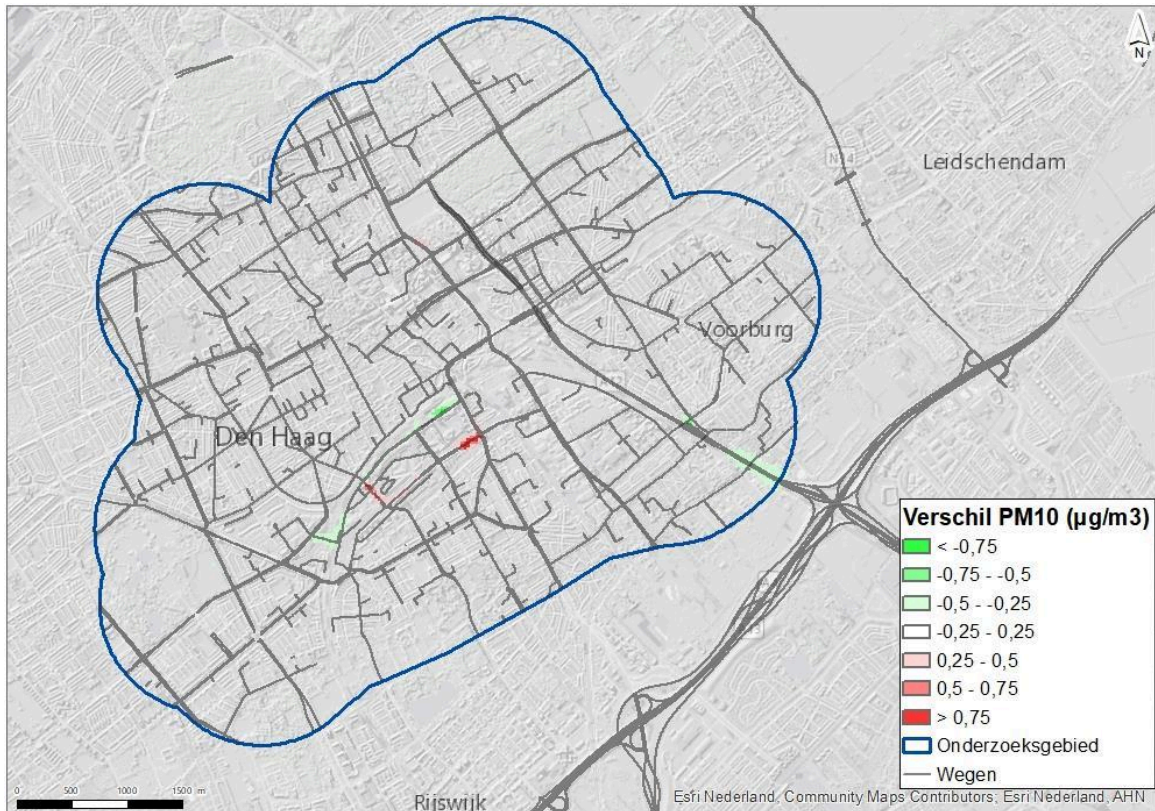 N
N14
Leidschendam
Voorburg
Den Haag
Verschil PM10 (µg/m3)
< -0,75
-0,75 - -0,5
-0,5 - -0,25
-0,25 - 0,25
0,25 - 0,5
0,5 - 0,75
> 0,75
Onderzoeksgebied
Wegen
0 500 1000 1500 m
Rijswijk
Esri Nederland, Community Maps Contributors; Esri Nederland, AHN